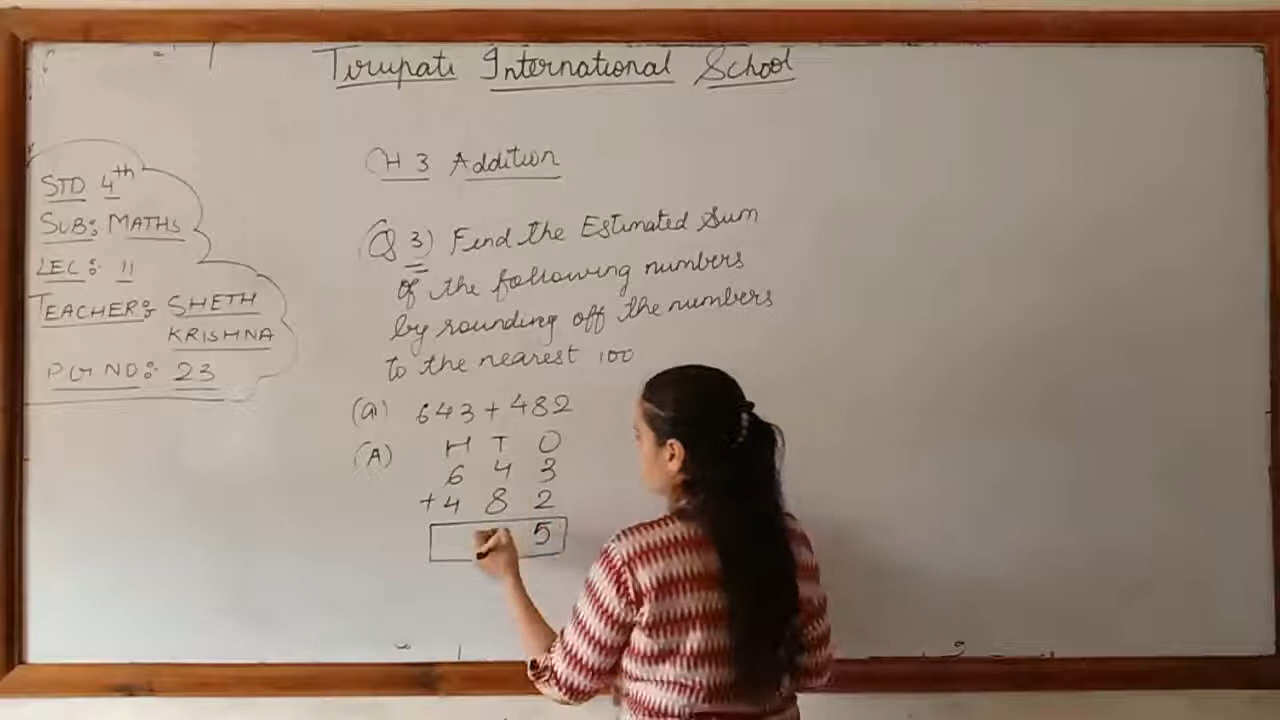 Tirupati International School
STD 4th
SUB: MATHS
LEC: 11
TEACHER: SHETH
KRISHNA
PG NO: 23
CH 3 Addition
Q 3) Find the Estimated Sum
of the following numbers
by rounding off the numbers
to the nearest 100
(a) 643 + 482
(A) H T O
6 4 3
+ 4 8 2
5